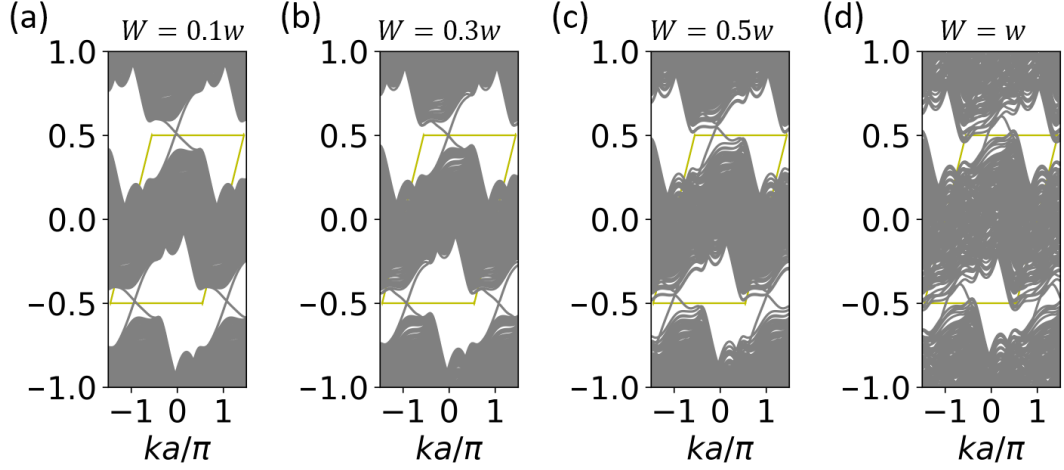 (a) W = 0.1w
(b) W = 0.3w
(c) W = 0.5w
(d) W = w
1.0 1.0 1.0 1.0
0.5 0.5 0.5 0.5
0.0 0.0 0.0 0.0
−0.5 −0.5 −0.5 −0.5
−1.0 −1.0 −1.0 −1.0
−1 0 1 −1 0 1 −1 0 1 −1 0 1
ka/π ka/π ka/π ka/π